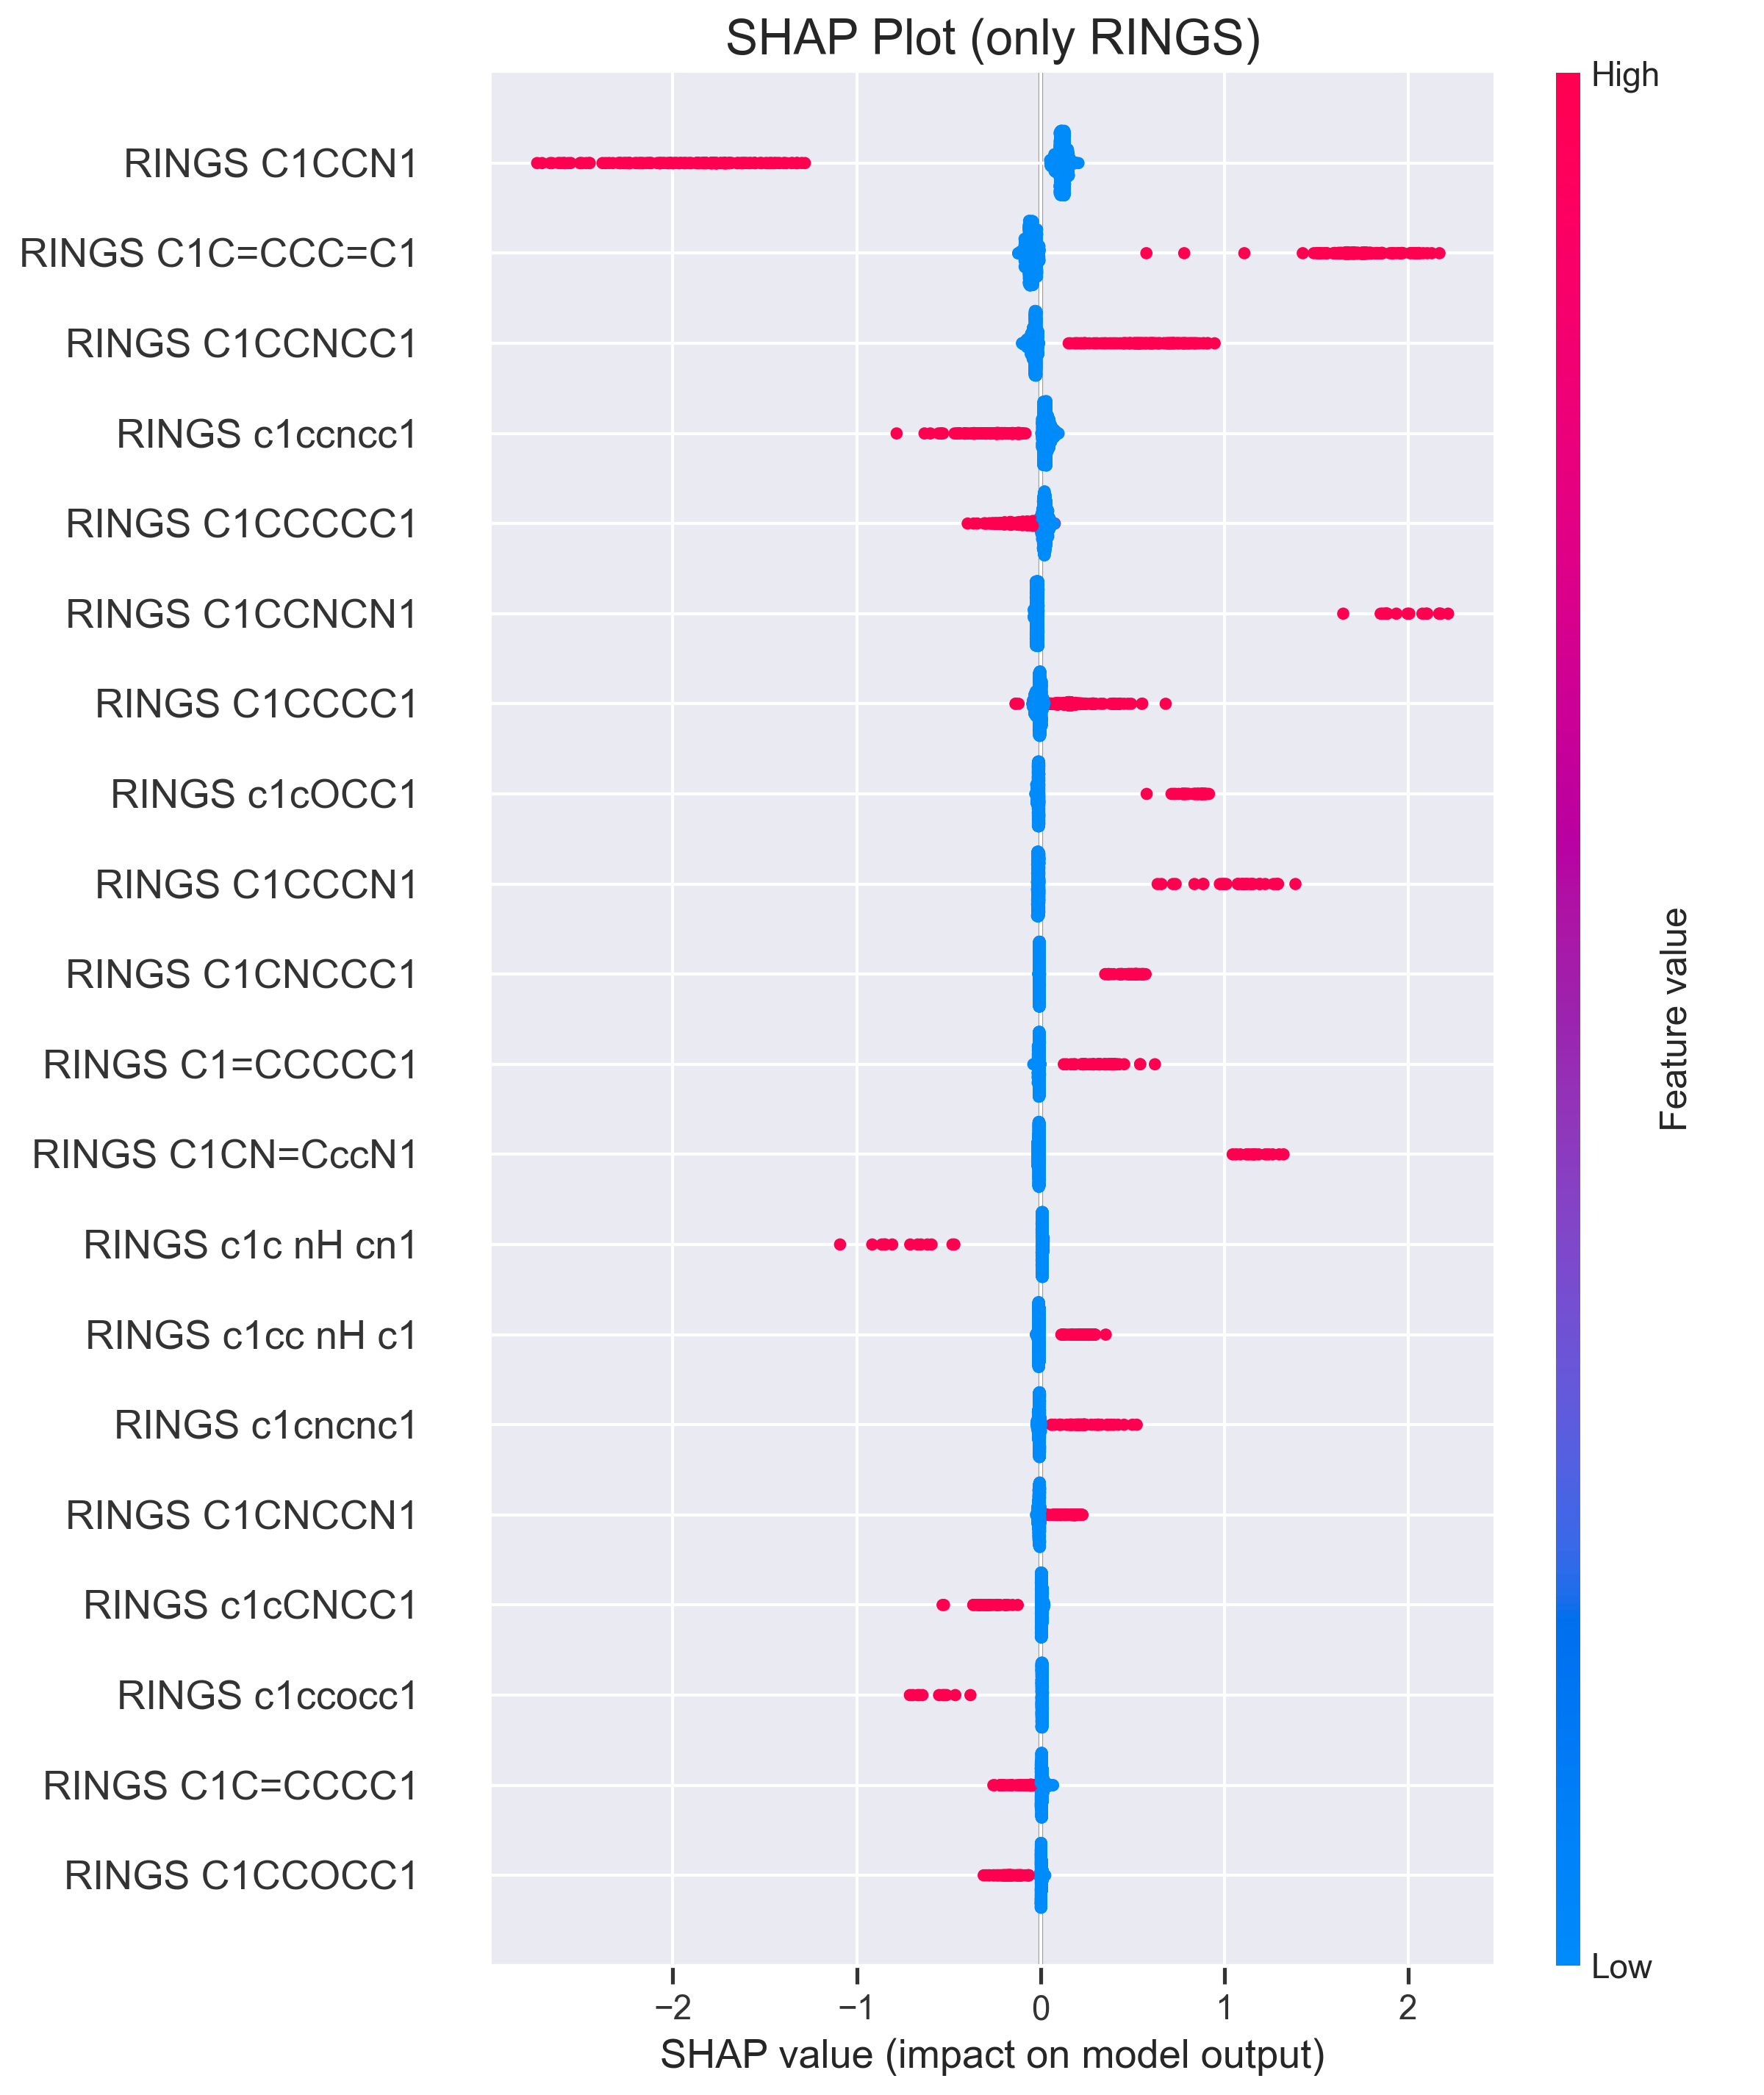 SHAP Plot (only RINGS)
High
RINGS C1CCN1
RINGS C1C=CCC=C1
RINGS C1CCNCC1
RINGS c1ccncc1
RINGS C1CCCCC1
RINGS C1CCNCN1
RINGS C1CCCC1
RINGS c1cOCC1
RINGS C1CCCN1
RINGS C1CNCCC1
RINGS C1=CCCCC1
RINGS C1CN=CccN1
RINGS c1c nH cn1
RINGS c1cc nH c1
RINGS c1cncnc1
RINGS C1CNCCN1
RINGS c1cCNCC1
RINGS c1ccocc1
RINGS C1C=CCCC1
RINGS C1CCOCC1
Feature value
Low
−2 −1 0 1 2
SHAP value (impact on model output)